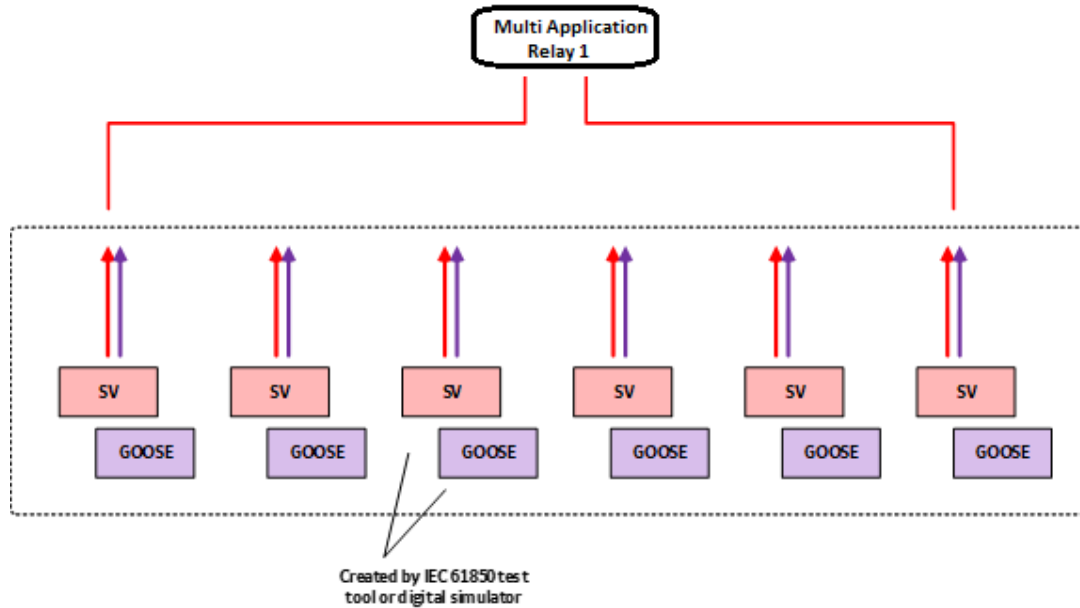 Multi Application
Relay 1
SV
SV
SV
SV
SV
SV
GOOSE
GOOSE
GOOSE
GOOSE
GOOSE
GOOSE
Created by IEC 61850 test
tool or digital simulator